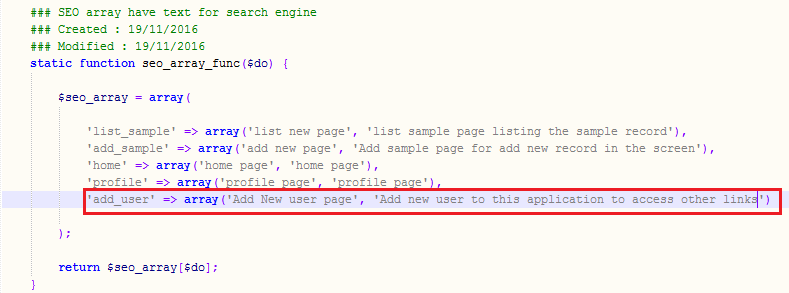 ### SEO array have text for search engine
### Created : 19/11/2016
### Modified : 19/11/2016
static function seo_array_func($do) {
$seo_array = array(
'list_sample' => array('list new page', 'list sample page listing the sample record'),
'add_sample' => array('add new page', 'Add sample page for add new record in the screen'),
'home' => array('home page', 'home page'),
'profile' => array('profile page', 'profile page'),
'add_user' => array('Add New user page', 'Add new user to this application to access other links')
);
return $seo_array[$do];
}